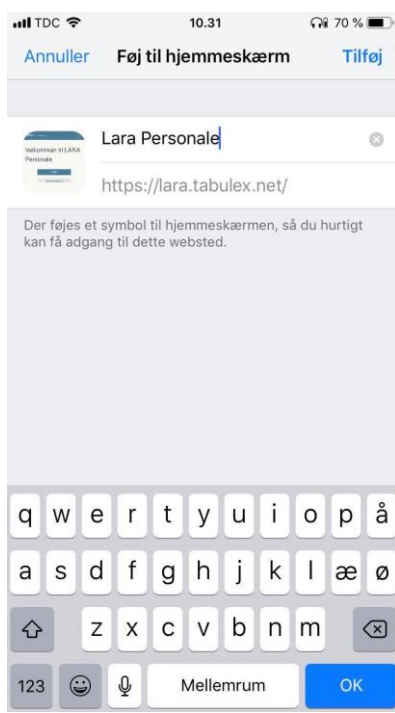 TDC 10.31 70 %
Annuller Føj til hjemmeskærm Tilføj
Velkommen til LARA
Personale
Lara Personale
https://lara.tabulex.net/
Der føjes et symbol til hjemmeskærmen, så du hurtigt
kan få adgang til dette websted.
q w e r t y u i o p å
a s d f g h j k l æ ø
z x c v b n m
123 Mellemrum OK